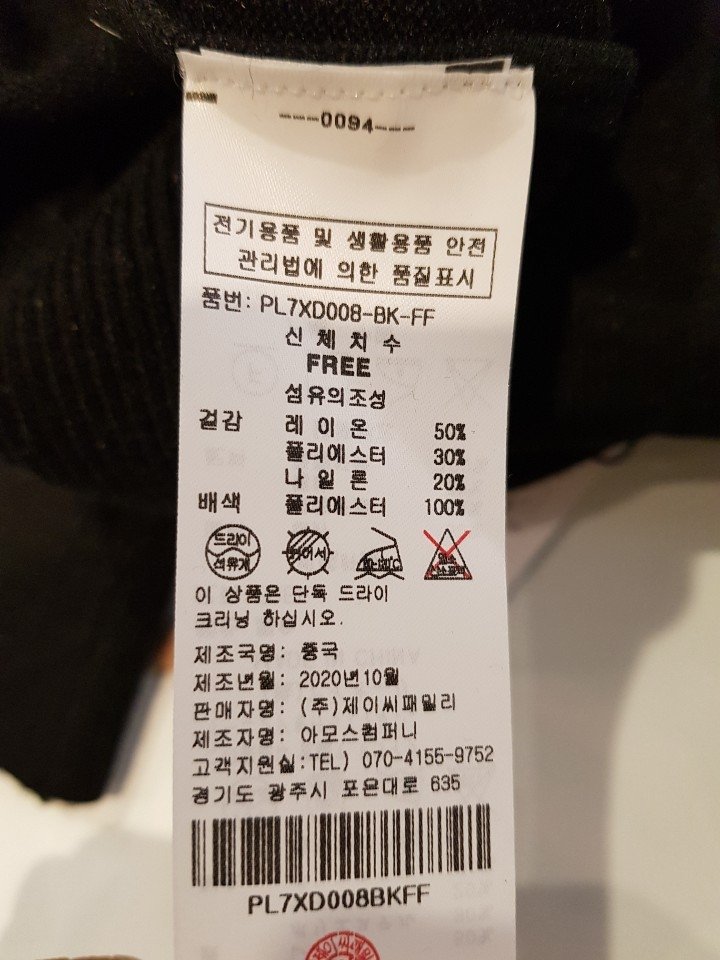 ---0094---
전기용품 및 생활용품 안전
관리법에 의한 품질표시
품번: PL7XD008-BK-FF
신 체 치 수
FREE
섬유의조성
겉감 레 이 온 50%
폴리에스터 30%
나 일 론 20%
배색 폴리에스터 100%
드라이
석유계
이 상품은 단독 드라이
크리닝 하십시오.
제조국명: 중국
제조년월: 2020년10월
판매자명: (주)제이씨패밀리
제조자명: 아모스컴퍼니
고객지원실:TEL) 070-4155-9752
경기도 광주시 포은대로 635
PL7XD008BKFF